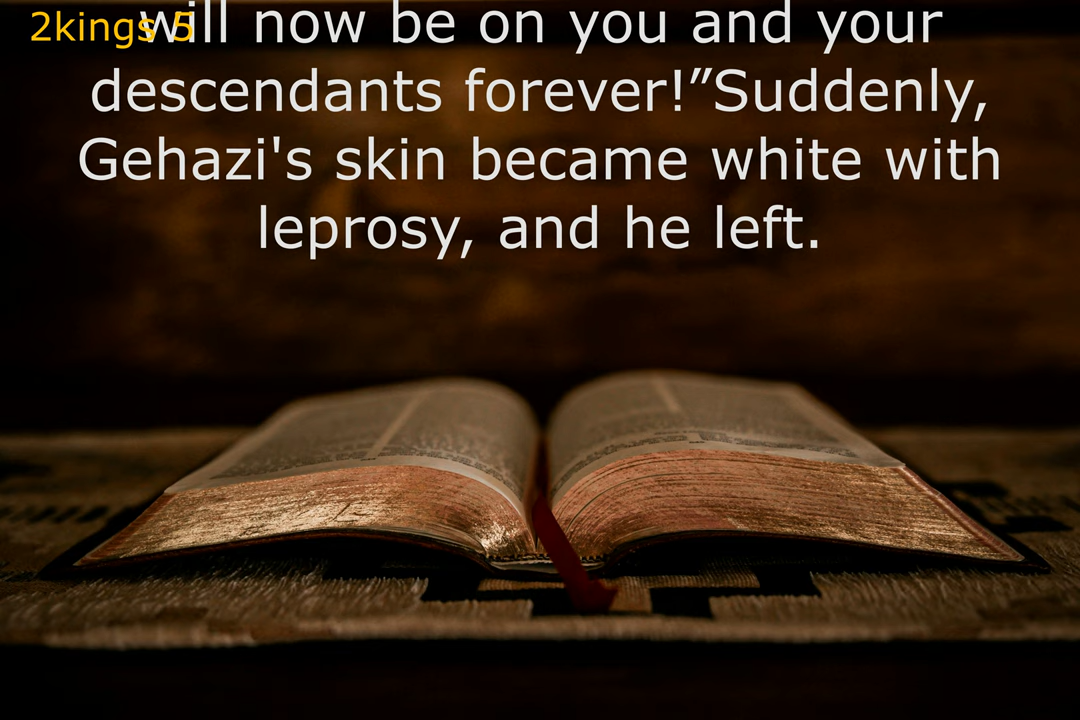 2kings 5
will now be on you and your
descendants forever!”Suddenly,
Gehazi's skin became white with
leprosy, and he left.